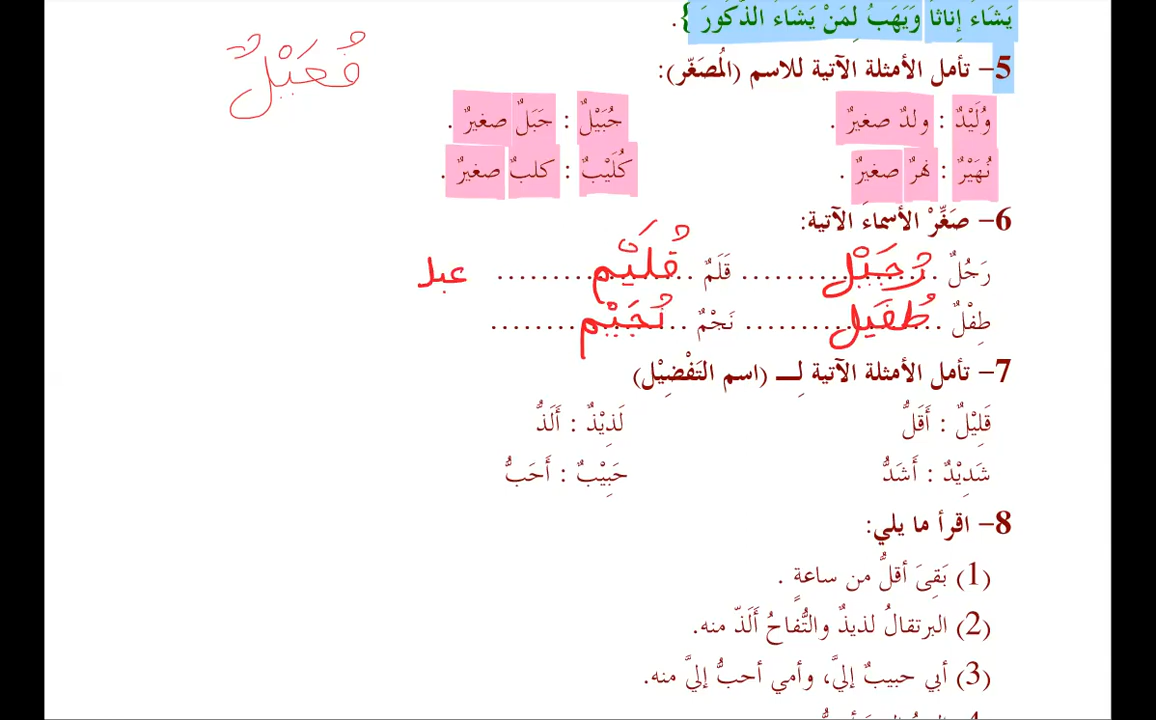 يَشَاءُ إِنَاثًا وَيَهَبُ لِمَنْ يَشَاءُ الذُّكُورَ }.
5- تأمل الأمثلة الآتية للاسم (المُصَغّر):
وُلَيْدٌ : ولدٌ صغيرٌ . جُبَيْلٌ : جَبَلٌ صغيرٌ .
نُهَيْرٌ : نهرٌ صغيرٌ . كُلَيْبٌ : كلبٌ صغيرٌ .
6- صَغِّرْ الأسماءَ الآتية:
رَجُلٌ ........رُجَيْل........ قَلَمٌ ........قُلَيْم........ عبد
طِفْلٌ ........طُفَيل........ نَجْمٌ ........نُجَيْم........
7- تأمل الأمثلة الآتية لِـــ (اسم التَفْضِيْل)
قَلِيْلٌ : أَقَلُّ لَذِيْذٌ : أَلَذُّ
شَدِيْدٌ : أَشَدُّ حَبِيْبٌ : أَحَبُّ
8- اقرأ ما يلي:
(1) بَقِيَ أقلُّ من ساعةٍ .
(2) البرتقالُ لذيذٌ والتُّفاحُ أَلَذّ منه.
(3) أبي حبيبٌ إليَّ، وأمي أحبُّ إليَّ منه.